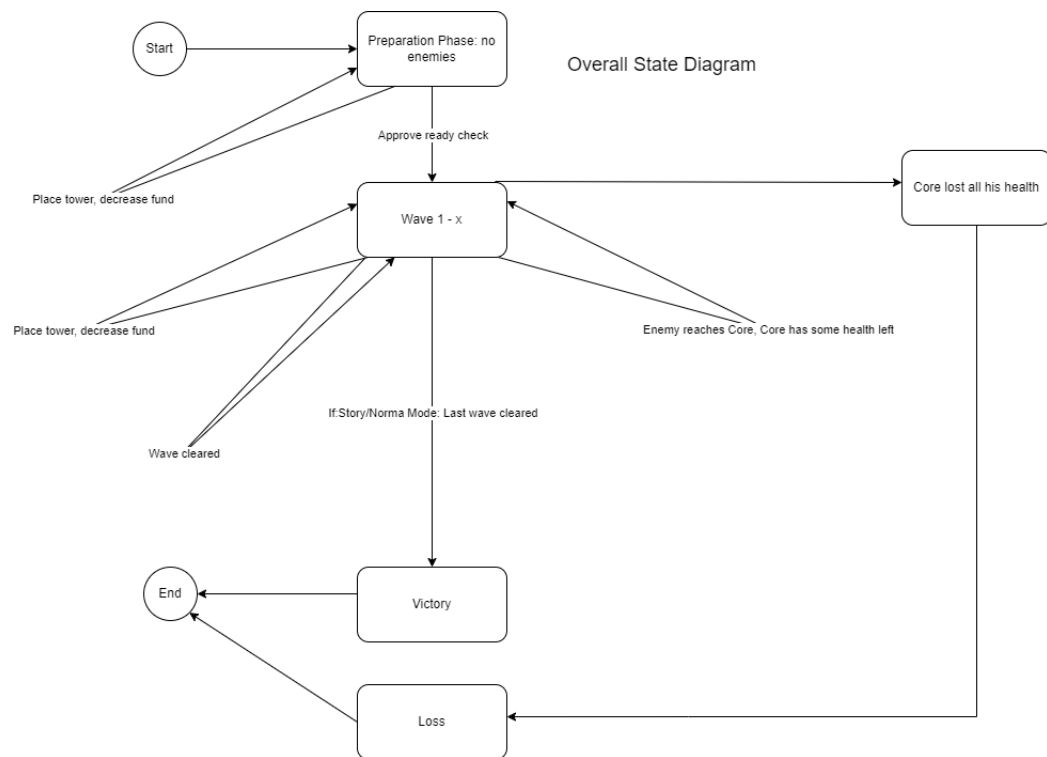 Start
Preparation Phase: no
enemies
Overall State Diagram
Approve ready check
Core lost all his health
Place tower, decrease fund
Wave 1 - x
Place tower, decrease fund
Enemy reaches Core, Core has some health left
If:Story/Norma Mode: Last wave cleared
Wave cleared
End
Victory
Loss